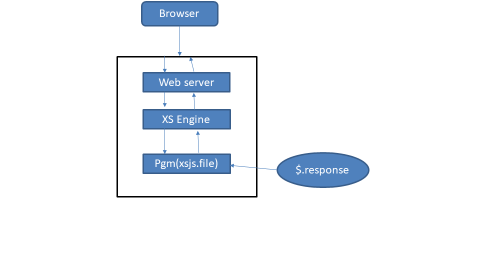 Browser
Web server
XS Engine
Pgm(xsjs.file)
$.response